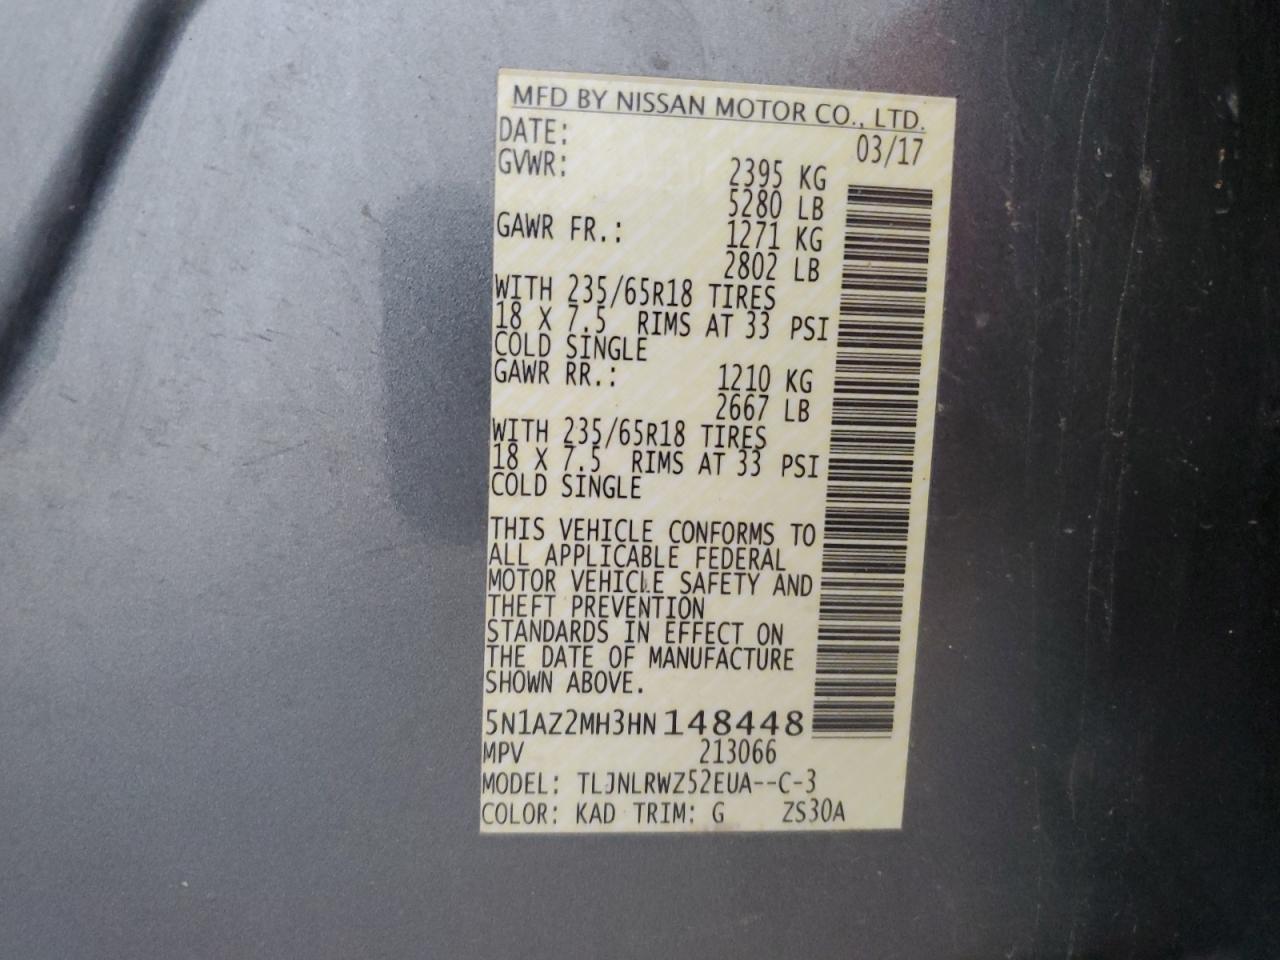 MFD BY NISSAN MOTOR CO., LTD.
DATE: 03/17
GVWR: 2395 KG
5280 LB
GAWR FR.: 1271 KG
2802 LB
WITH 235/65R18 TIRES
18 X 7.5 RIMS AT 33 PSI
COLD SINGLE
GAWR RR.: 1210 KG
2667 LB
WITH 235/65R18 TIRES
18 X 7.5 RIMS AT 33 PSI
COLD SINGLE
THIS VEHICLE CONFORMS TO
ALL APPLICABLE FEDERAL
MOTOR VEHICLE SAFETY AND
THEFT PREVENTION
STANDARDS IN EFFECT ON
THE DATE OF MANUFACTURE
SHOWN ABOVE.
5N1AZ2MH3HN148448
MPV 213066
MODEL: TLJNLRWZ52EUA--C-3
COLOR: KAD TRIM: G ZS30A